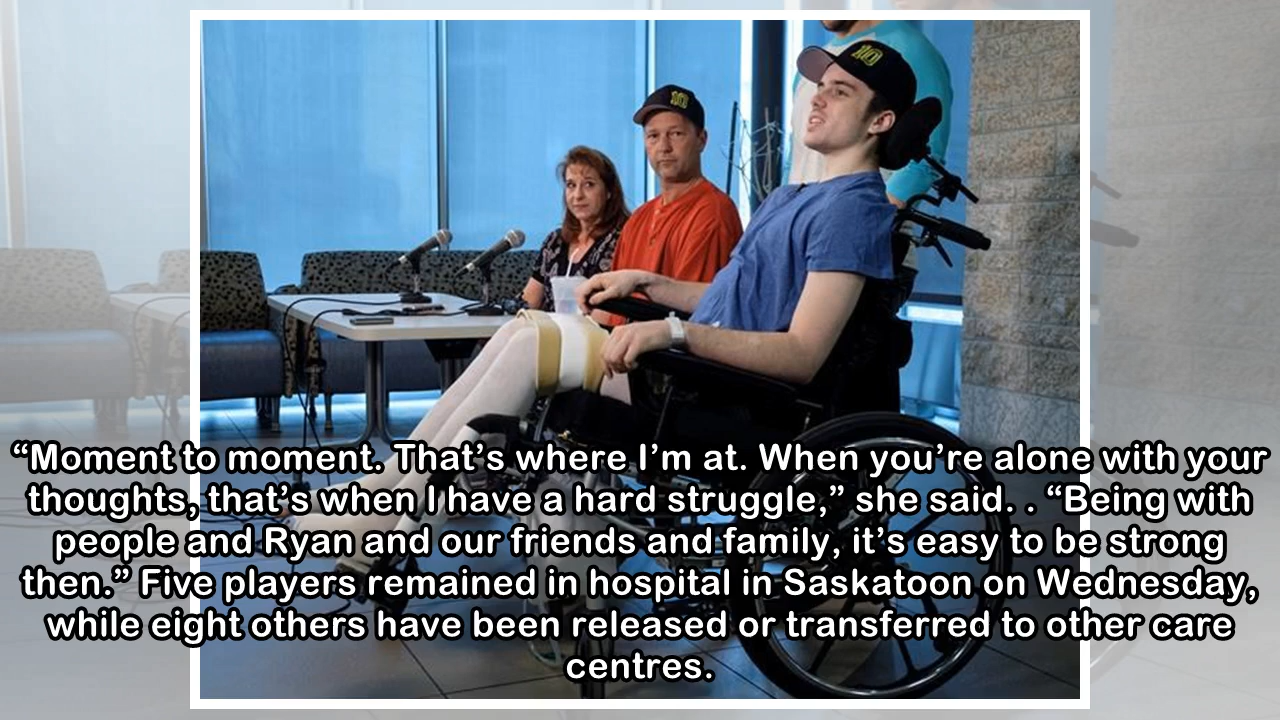 10
10
“Moment to moment. That’s where I’m at. When you’re alone with your
thoughts, that’s when I have a hard struggle,” she said. . “Being with
people and Ryan and our friends and family, it’s easy to be strong
then.” Five players remained in hospital in Saskatoon on Wednesday,
while eight others have been released or transferred to other care
centres.